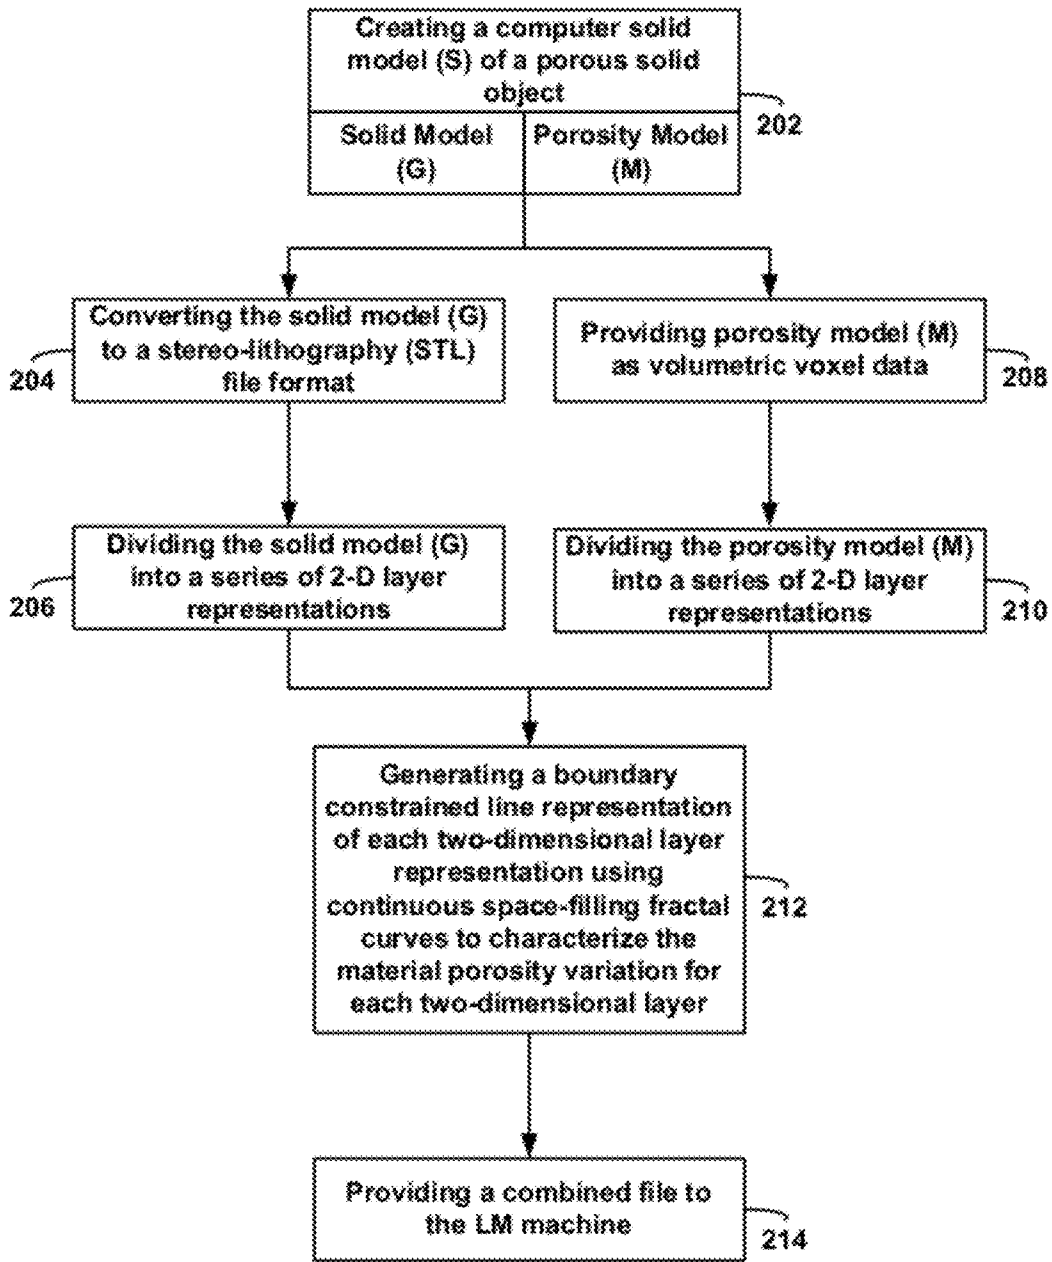 Creating a computer solid
model (S) of a porous solid
object
202
Solid Model
(G)
Porosity Model
(M)
Converting the solid model (G)
to a stereo-lithography (STL)
file format
204
Providing porosity model (M)
as volumetric voxel data
208
Dividing the solid model (G)
into a series of 2-D layer
representations
206
Dividing the porosity model (M)
into a series of 2-D layer
representations
210
Generating a boundary
constrained line representation
of each two-dimensional layer
representation using
continuous space-filling fractal
curves to characterize the
material porosity variation for
each two-dimensional layer
212
Providing a combined file to
the LM machine
214